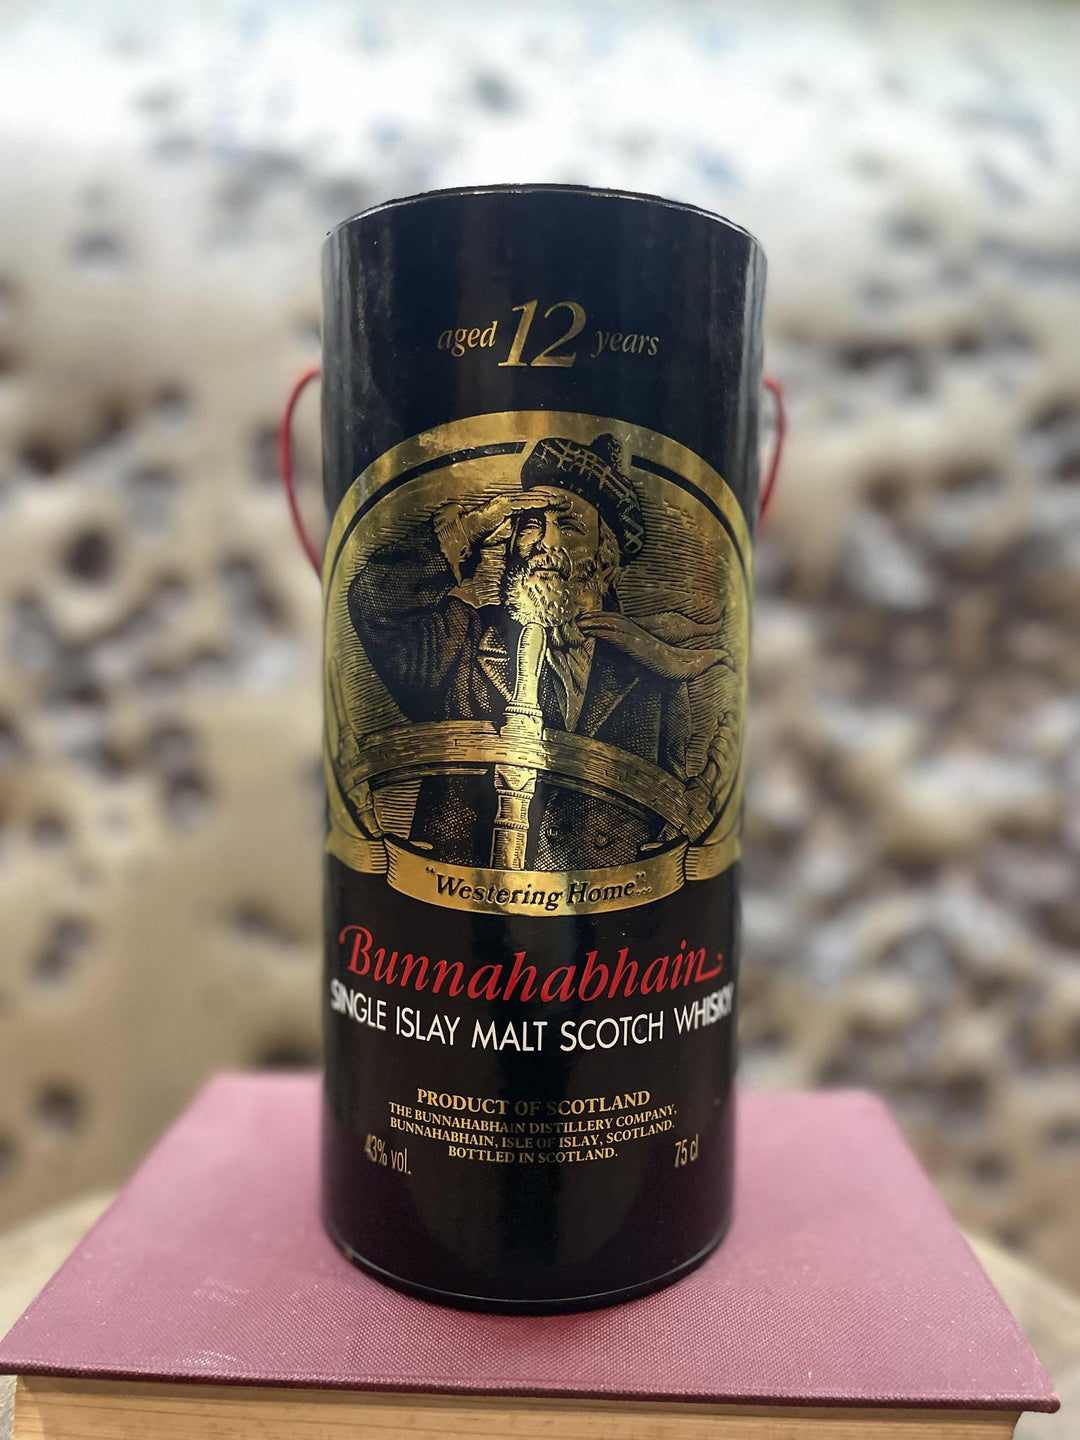 aged 12 years
"Westering Home"...
Bunnahabhain
SINGLE ISLAY MALT SCOTCH WHISKY
PRODUCT OF SCOTLAND
THE BUNNAHABHAIN DISTILLERY COMPANY,
BUNNAHABHAIN, ISLE OF ISLAY, SCOTLAND.
BOTTLED IN SCOTLAND.
43% vol. 75 cl